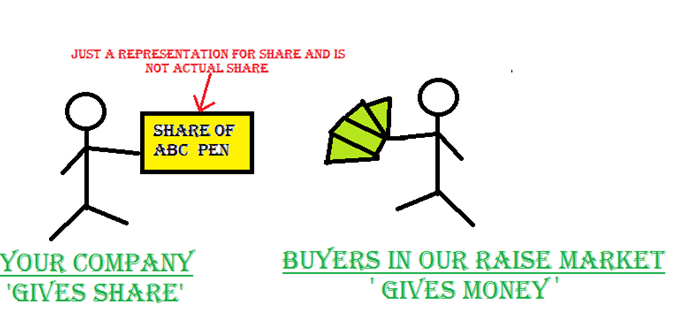 JUST A REPRESENTATION FOR SHARE AND IS
NOT ACTUAL SHARE
SHARE OF
ABC PEN
YOUR COMPANY
'GIVES SHARE'
BUYERS IN OUR RAISE MARKET
' GIVES MONEY '